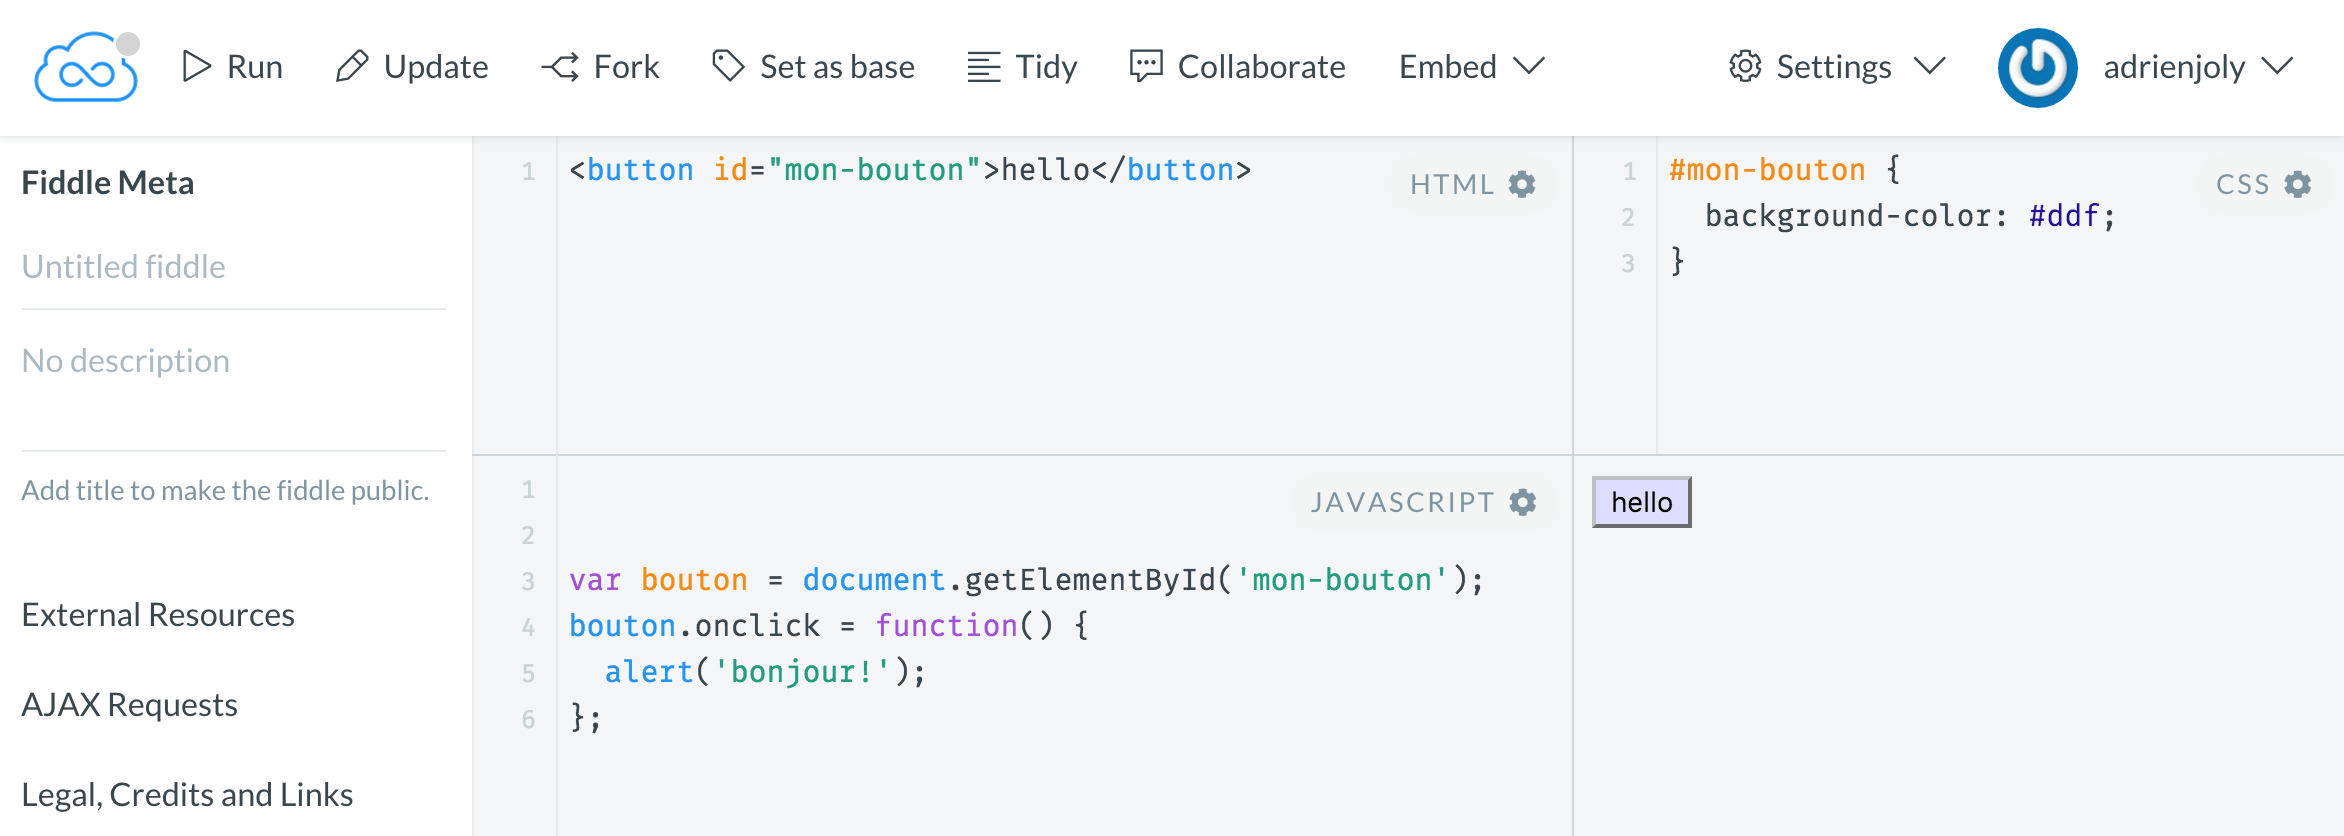 Run Update Fork Set as base Tidy Collaborate Embed Settings adrienjoly
Fiddle Meta
Untitled fiddle
No description
Add title to make the fiddle public.
External Resources
AJAX Requests
Legal, Credits and Links
1 <button id="mon-bouton">hello</button>
HTML
1 #mon-bouton {
2   background-color: #ddf;
3 }
CSS
1
2
3 var bouton = document.getElementById('mon-bouton');
4 bouton.onclick = function() {
5   alert('bonjour!');
6 };
JAVASCRIPT
hello